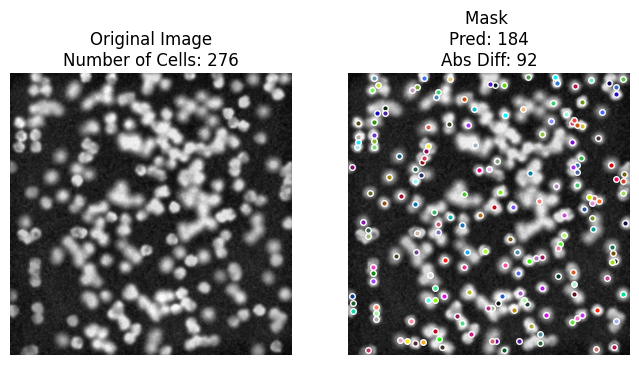 Original Image
Number of Cells: 276
Mask
Pred: 184
Abs Diff: 92